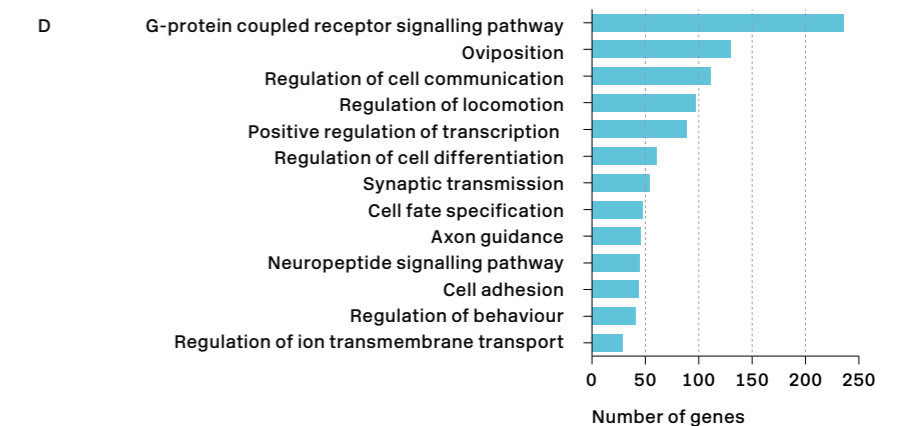 D
G-protein coupled receptor signalling pathway
Oviposition
Regulation of cell communication
Regulation of locomotion
Positive regulation of transcription
Regulation of cell differentiation
Synaptic transmission
Cell fate specification
Axon guidance
Neuropeptide signalling pathway
Cell adhesion
Regulation of behaviour
Regulation of ion transmembrane transport
0 50 100 150 200 250
Number of genes